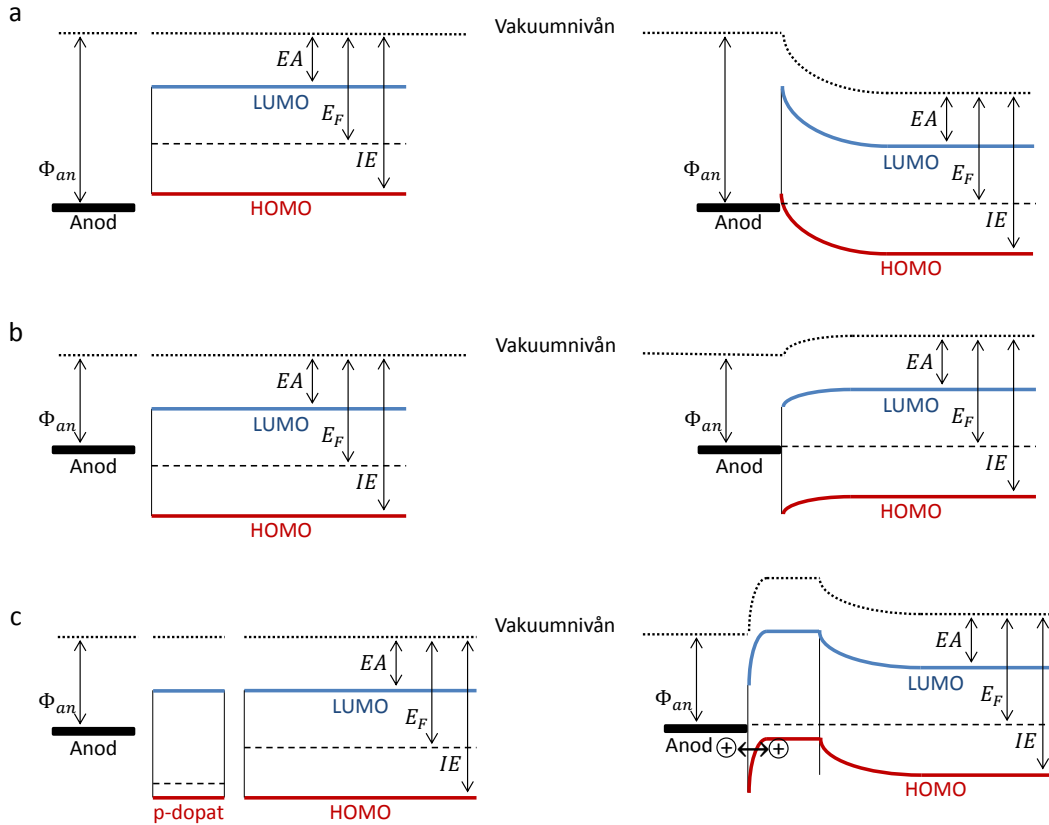 a
Vakuumnivån
EA
LUMO
E_F
IE
Φ_an
HOMO
Anod
EA
LUMO
E_F
Φ_an
IE
Anod
HOMO
b
Vakuumnivån
EA
LUMO
E_F
Φ_an
IE
Anod
HOMO
EA
LUMO
E_F
Φ_an
IE
Anod
HOMO
c
Vakuumnivån
EA
LUMO
E_F
Φ_an
IE
Anod
p-dopat
HOMO
EA
LUMO
E_F
Φ_an
IE
Anod
+
+
HOMO